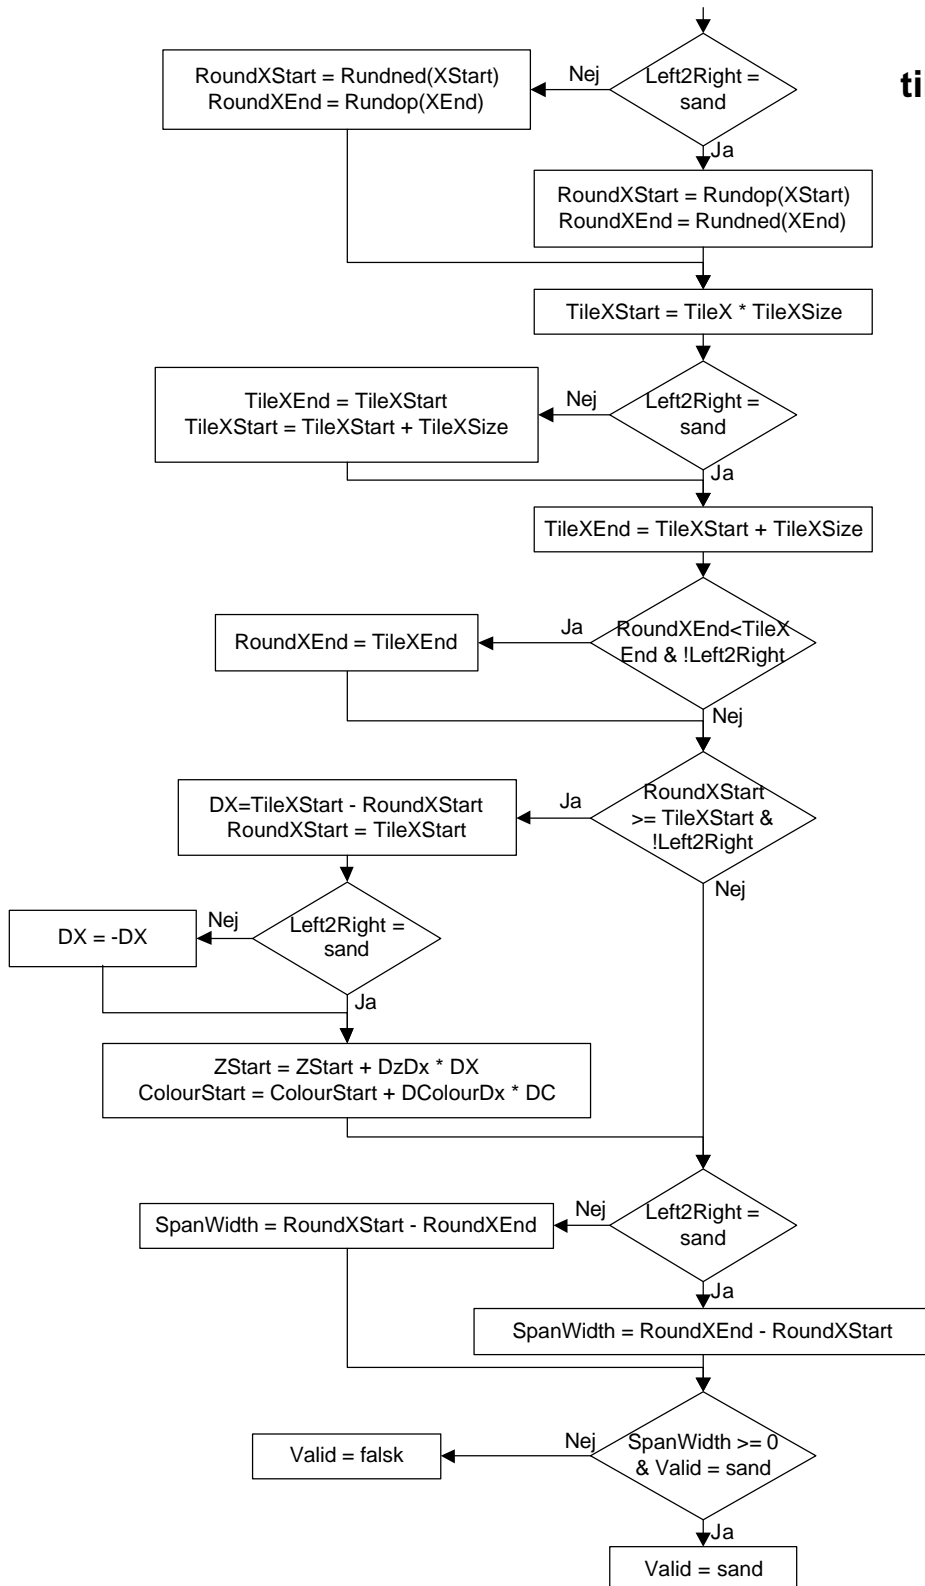 RoundXStart = Rundned(XStart)
RoundXEnd = Rundop(XEnd)
Nej
Left2Right =
sand
til
Ja
RoundXStart = Rundop(XStart)
RoundXEnd = Rundned(XEnd)
TileXStart = TileX * TileXSize
TileXEnd = TileXStart
TileXStart = TileXStart + TileXSize
Nej
Left2Right =
sand
Ja
TileXEnd = TileXStart + TileXSize
RoundXEnd = TileXEnd
Ja
RoundXEnd<TileX
End & !Left2Right
Nej
DX=TileXStart - RoundXStart
RoundXStart = TileXStart
Ja
RoundXStart
>= TileXStart &
!Left2Right
Nej
DX = -DX
Nej
Left2Right =
sand
Ja
ZStart = ZStart + DzDx * DX
ColourStart = ColourStart + DColourDx * DC
SpanWidth = RoundXStart - RoundXEnd
Nej
Left2Right =
sand
Ja
SpanWidth = RoundXEnd - RoundXStart
Valid = falsk
Nej
SpanWidth >= 0
& Valid = sand
Ja
Valid = sand